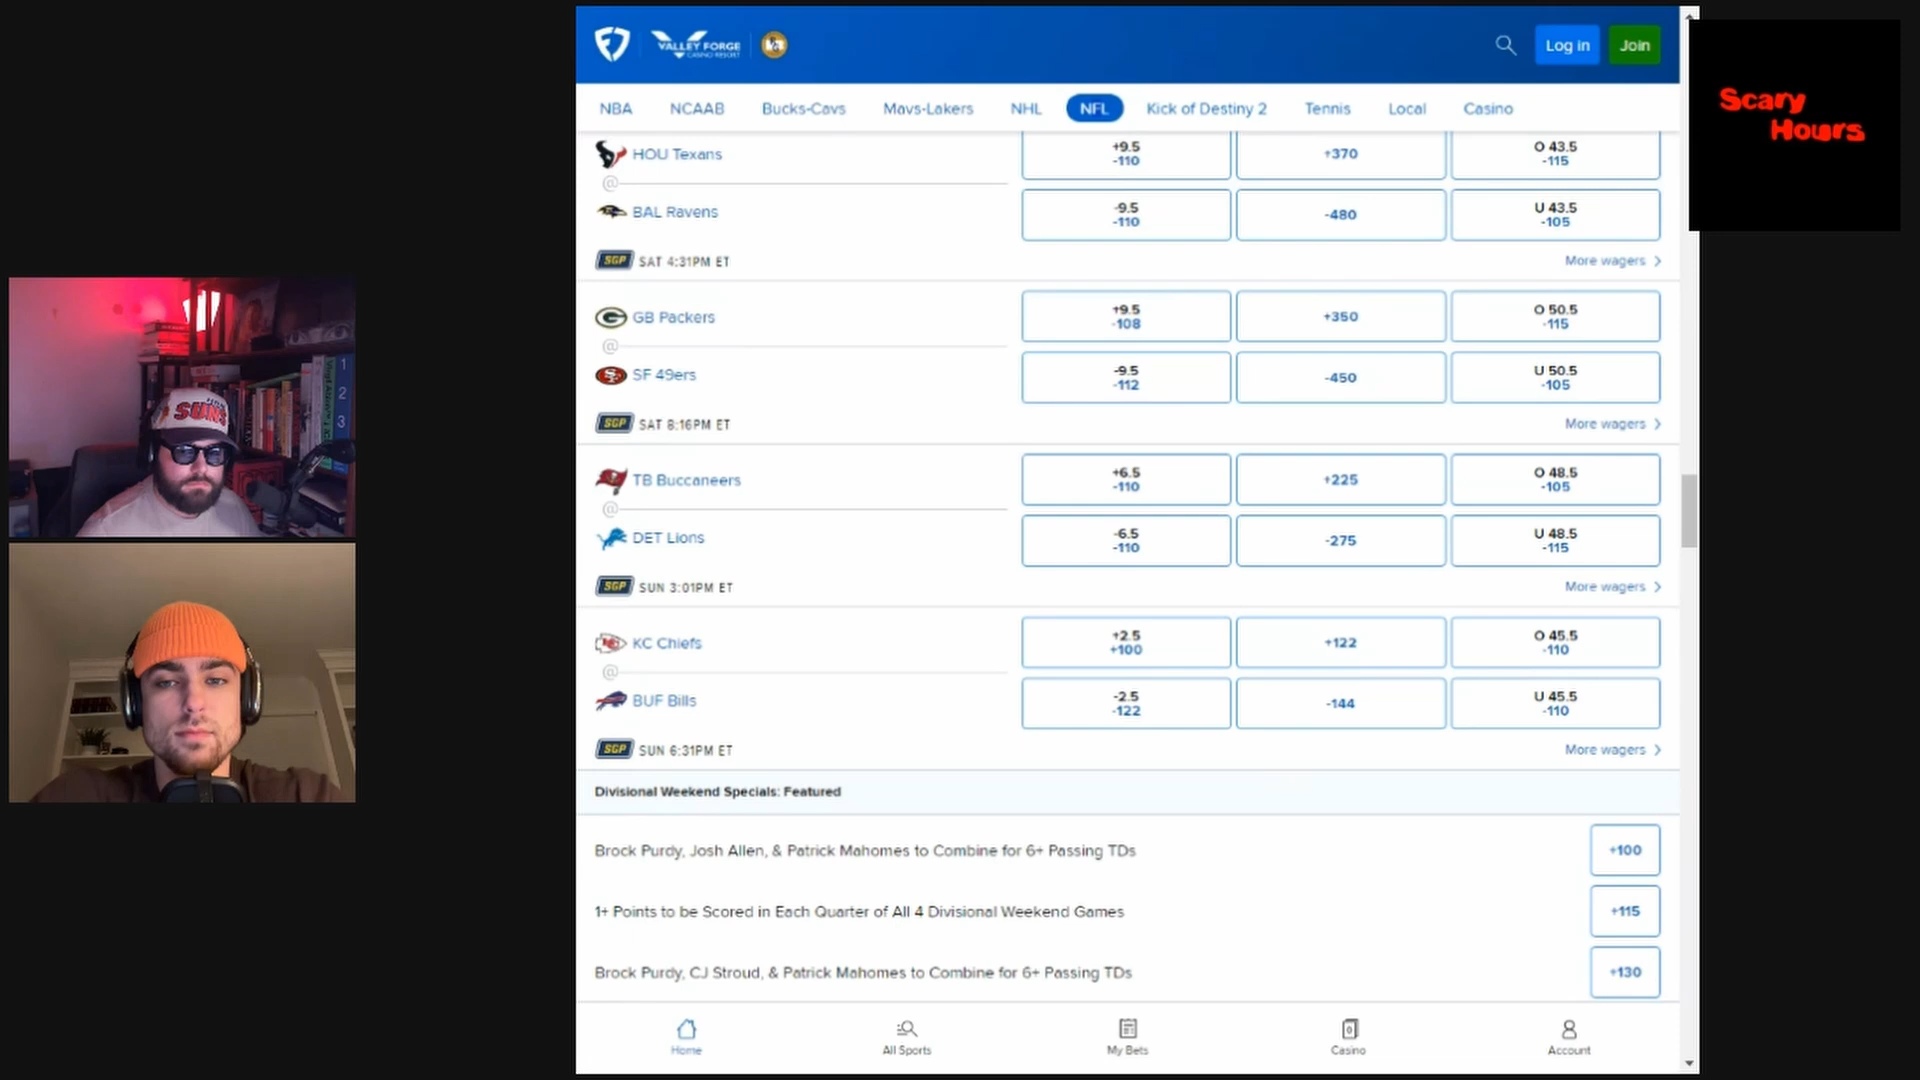 VALLEY FORGE
CASINO RESORT
Log in
Join
NBA
NCAAB
Bucks-Cavs
Mavs-Lakers
NHL
NFL
Kick of Destiny 2
Tennis
Local
Casino
Scary
Hours
HOU Texans
+9.5
-110
+370
O 43.5
-115
@
BAL Ravens
-9.5
-110
-480
U 43.5
-105
SGP SAT 4:31PM ET
More wagers >
GB Packers
+9.5
-108
+350
O 50.5
-115
@
SF 49ers
-9.5
-112
-450
U 50.5
-105
SGP SAT 8:16PM ET
More wagers >
TB Buccaneers
+6.5
-110
+225
O 48.5
-105
@
DET Lions
-6.5
-110
-275
U 48.5
-115
SGP SUN 3:01PM ET
More wagers >
KC Chiefs
+2.5
+100
+122
O 45.5
-110
@
BUF Bills
-2.5
-122
-144
U 45.5
-110
SGP SUN 6:31PM ET
More wagers >
Divisional Weekend Specials: Featured
Brock Purdy, Josh Allen, & Patrick Mahomes to Combine for 6+ Passing TDs
+100
1+ Points to be Scored in Each Quarter of All 4 Divisional Weekend Games
+115
Brock Purdy, CJ Stroud, & Patrick Mahomes to Combine for 6+ Passing TDs
+130
Home
All Sports
My Bets
Casino
Account
SUNS
1
2
3